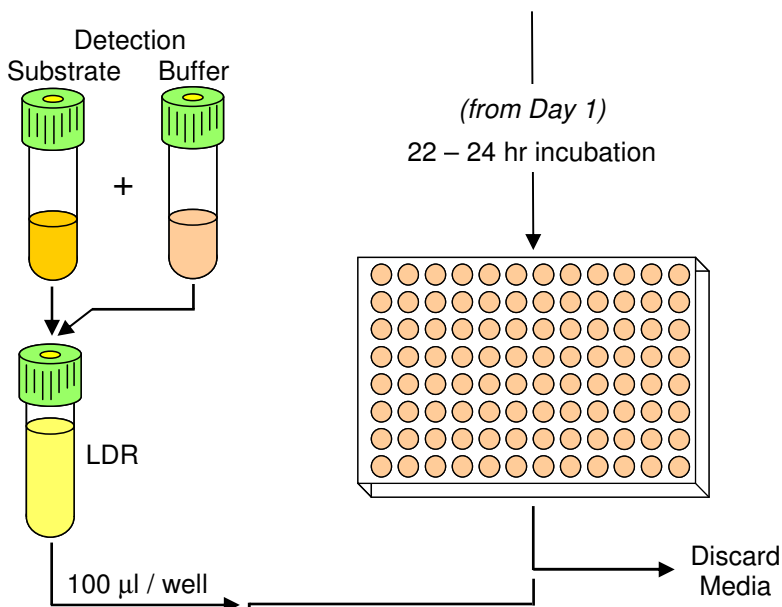 Detection
Substrate Buffer
+
LDR
100 μl / well
(from Day 1)
22 – 24 hr incubation
Discard
Media